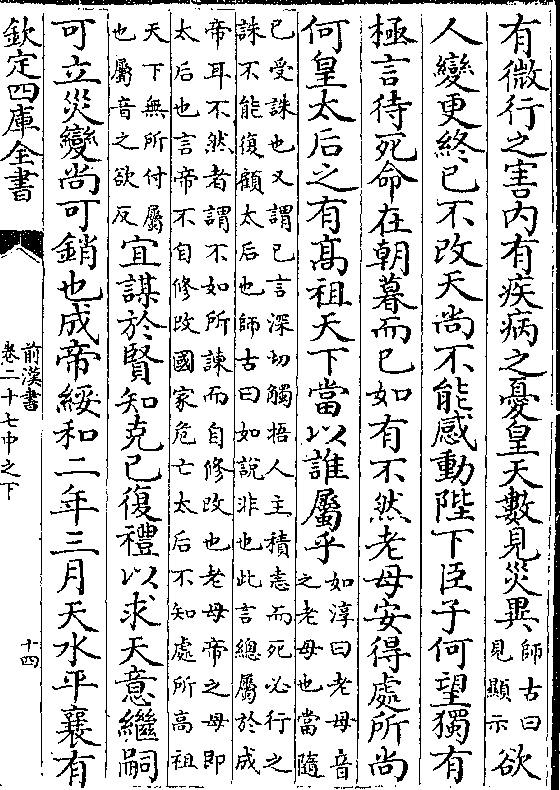 有微行之害内有疾病之憂皇天數見災異師古曰見顯示欲
人變更終已不改天尚不能感動陛下臣子何望獨有
極言待死命在朝暮而已如有不然老母安得處所尚
何皇太后之有髙祖天下當以誰屬乎如淳曰老母音之老母也當隨
已受誅也又謂已言深切觸捂人主積恚而死必行之
誅不能復顧太后也師古曰如說非也此言總屬於成
帝耳不然者謂不如所諫而自修改也老母帝之母即
太后也言帝不自修改國家危亡太后不知處所高祖
天下無所付屬也屬音之欲反宜謀於賢知克已復禮以求天意繼嗣
可立災變尚可銷也成帝綏和二年三月天水平襄有
欽定四庫全書
前漢書
卷二十七中之下
十四